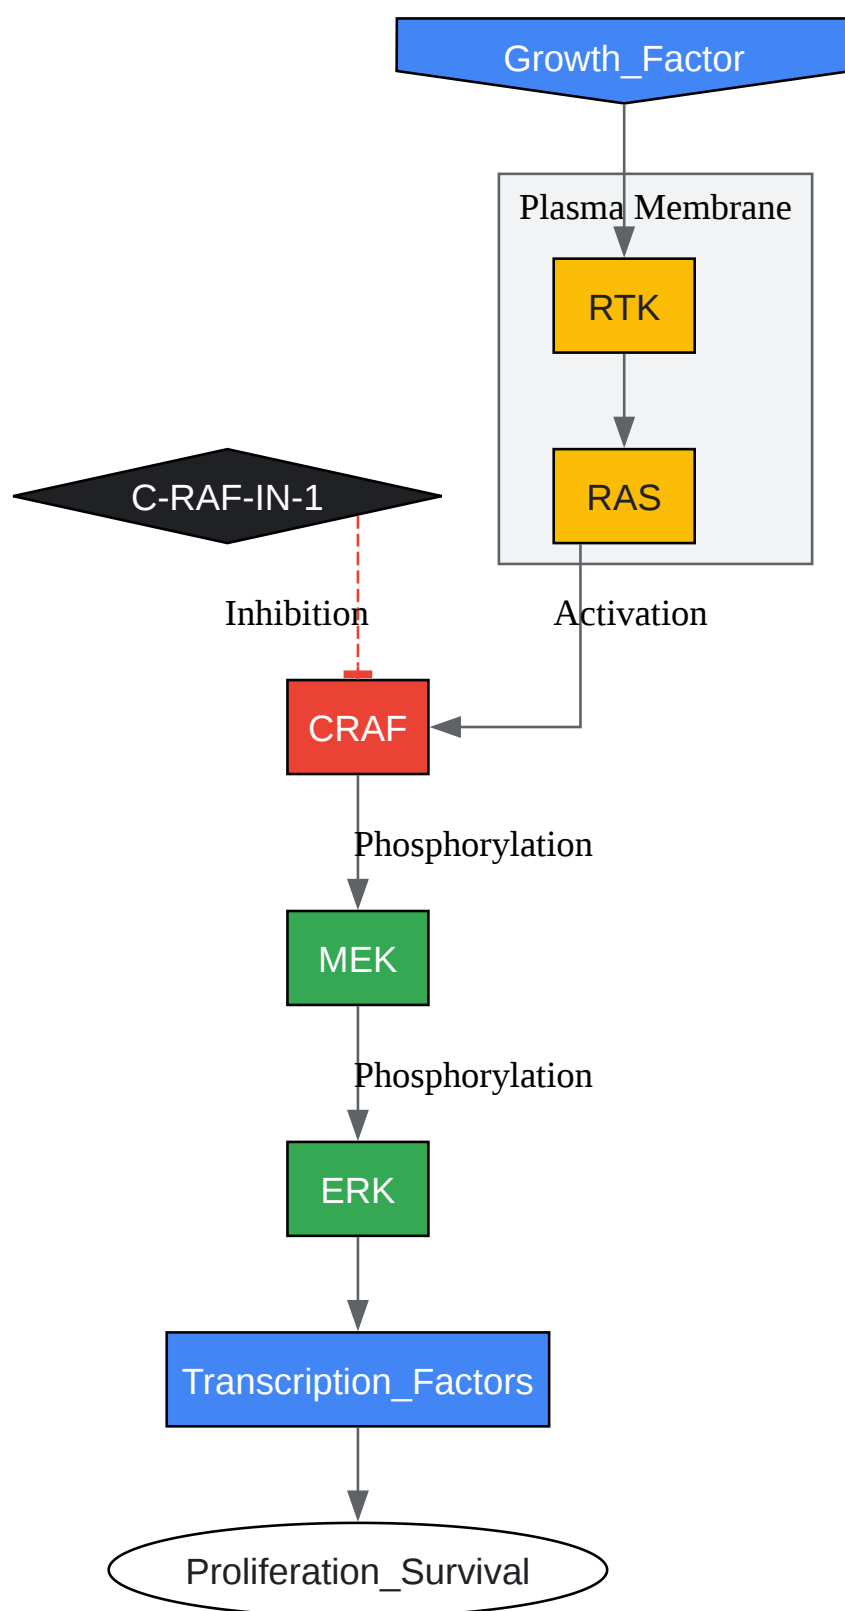 Growth_Factor
Plasma Membrane
RTK
C-RAF-IN-1
RAS
Inhibition
Activation
CRAF
Phosphorylation
MEK
Phosphorylation
ERK
Transcription_Factors
Proliferation_Survival